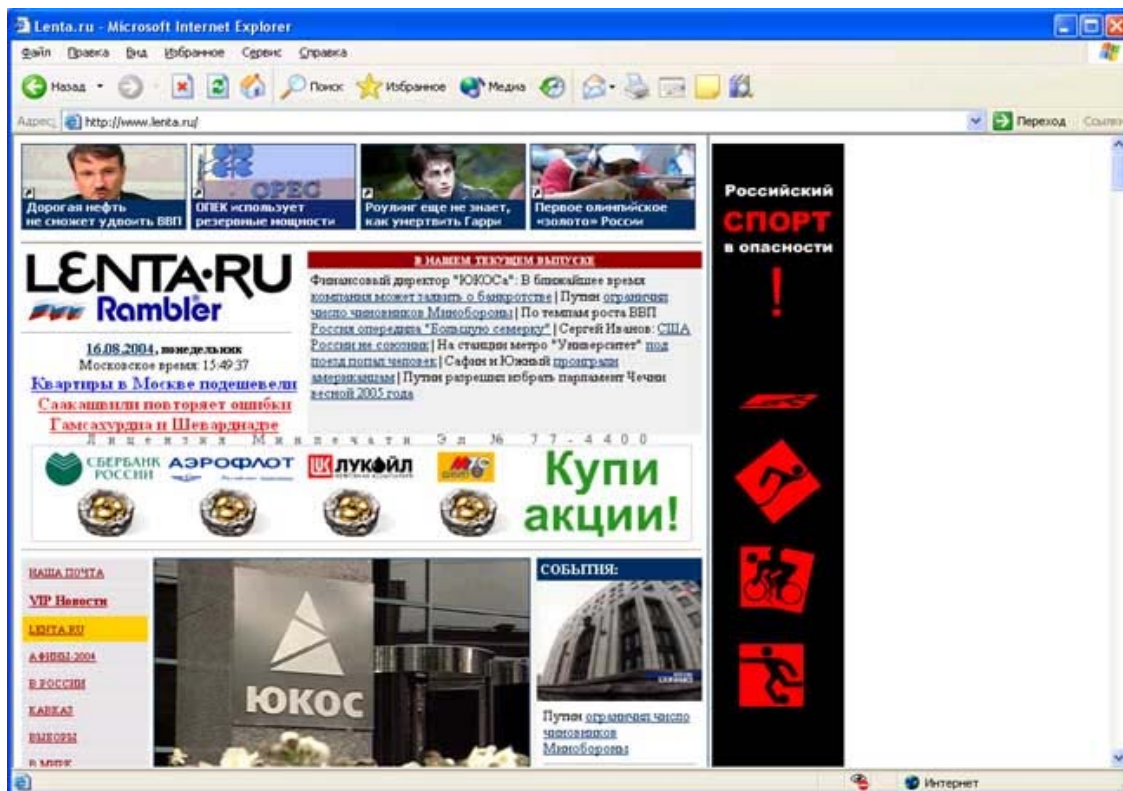 Lenta.ru - Microsoft Internet Explorer
Файл Правка Вид Избранное Сервис Справка
Назад Поиск Избранное Медиа
Адрес: http://www.lenta.ru/ Переход Ссылки
Дорогая нефть
не сможет удвоить ВВП
OPEC
ОПЕК использует
резервные мощности
Роулинг еще не знает,
как умертвить Гарри
Первое олимпийское
«золото» России
LENTA·RU
Rambler
16.08.2004, понедельник
Московское время: 15:49:37
Квартиры в Москве подешевели
Саакашвили повторяет ошибки
Гамсахурдиа и Шеварднадзе
В НАШЕМ ТЕКУЩЕМ ВЫПУСКЕ
Финансовый директор "ЮКОСа": В ближайшее время
компания может заявить о банкротстве | Путин ограничил
число чиновников Минобороны | По темпам роста ВВП
Россия опередила "Большую семерку" | Сергей Иванов: США
России не союзник | На станции метро "Университет" под
поезд попал человек | Сафин и Южный проиграли
американцам | Путин разрешил избрать парламент Чечни
весной 2005 года
Лицензия Минпечати Эл № 77-4400
СБЕРБАНК
РОССИИ
АЭРОФЛОТ
ЛУКОЙЛ
Купи
акции!
НАША ПОЧТА
VIP Новости
LENTA.RU
АФИНЫ-2004
В РОССИИ
КАВКАЗ
ВЫБОРЫ
В МИРЕ
ЮКОС
СОБЫТИЯ:
Путин ограничил число
чиновников
Минобороны
Российский
СПОРТ
в опасности
!
Интернет